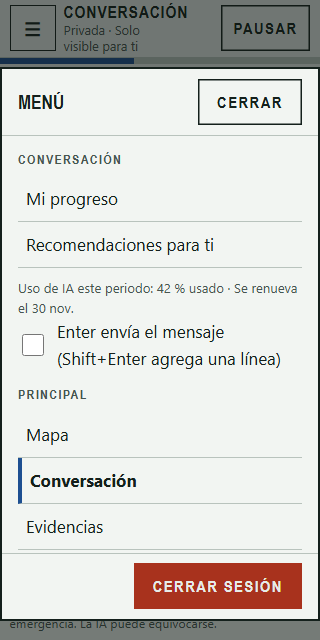 CONVERSACIÓN
Privada · Solo
visible para ti
PAUSAR
MENÚ
CERRAR
CONVERSACIÓN
Mi progreso
Recomendaciones para ti
Uso de IA este periodo: 42 % usado · Se renueva
el 30 nov.
Enter envía el mensaje
(Shift+Enter agrega una línea)
PRINCIPAL
Mapa
Conversación
Evidencias
CERRAR SESIÓN
emergencia. La IA puede equivocarse.